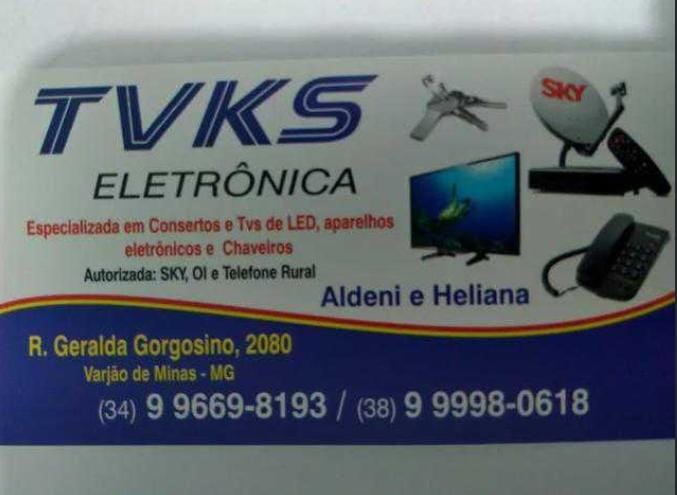 TVKS
SKY
ELETRÔNICA
Especializada em Consertos e Tvs de LED, aparelhos
eletrônicos e Chaveiros
Autorizada: SKY, OI e Telefone Rural
Aldeni e Heliana
R. Geralda Gorgosino, 2080
Varjão de Minas - MG
(34) 9 9669-8193 / (38) 9 9998-0618